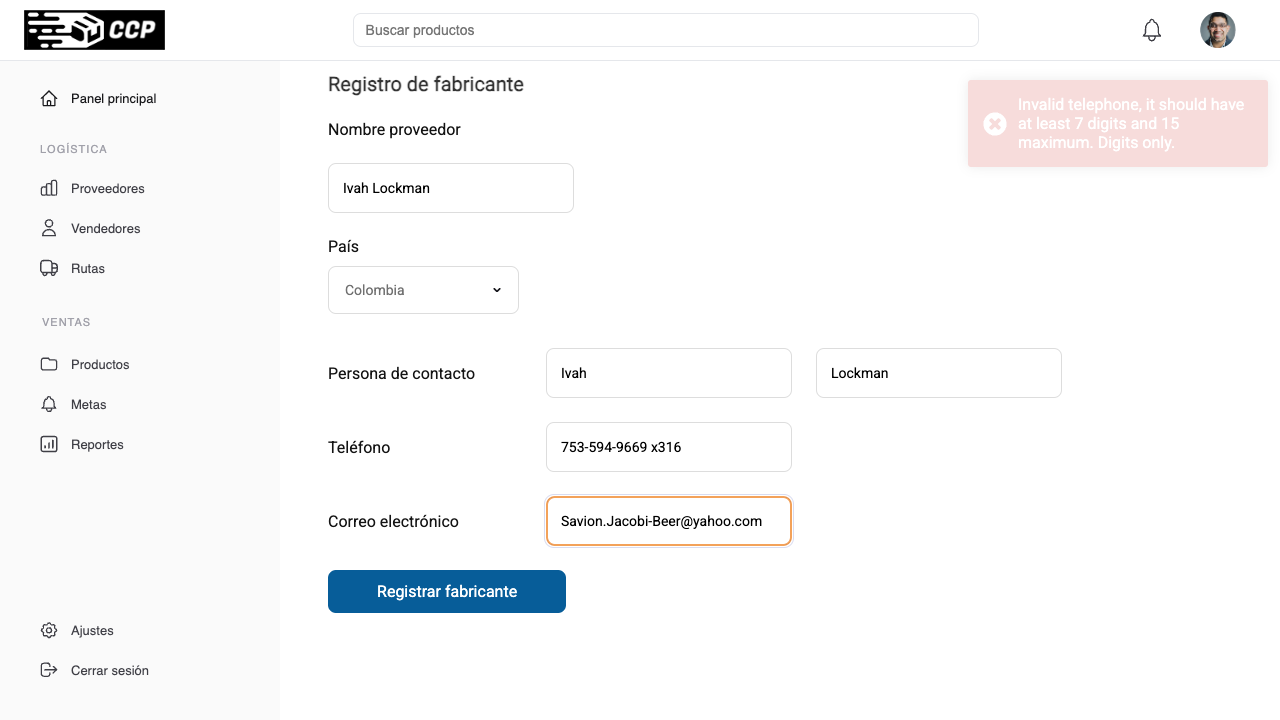 CCP
Buscar productos
Panel principal
LOGÍSTICA
Proveedores
Vendedores
Rutas
VENTAS
Productos
Metas
Reportes
Ajustes
Cerrar sesión
Registro de fabricante
Nombre proveedor
Ivah Lockman
País
Colombia
Persona de contacto
Ivah
Lockman
Teléfono
753-594-9669 x316
Correo electrónico
Savion.Jacobi-Beer@yahoo.com
Registrar fabricante
Invalid telephone, it should have
at least 7 digits and 15
maximum. Digits only.